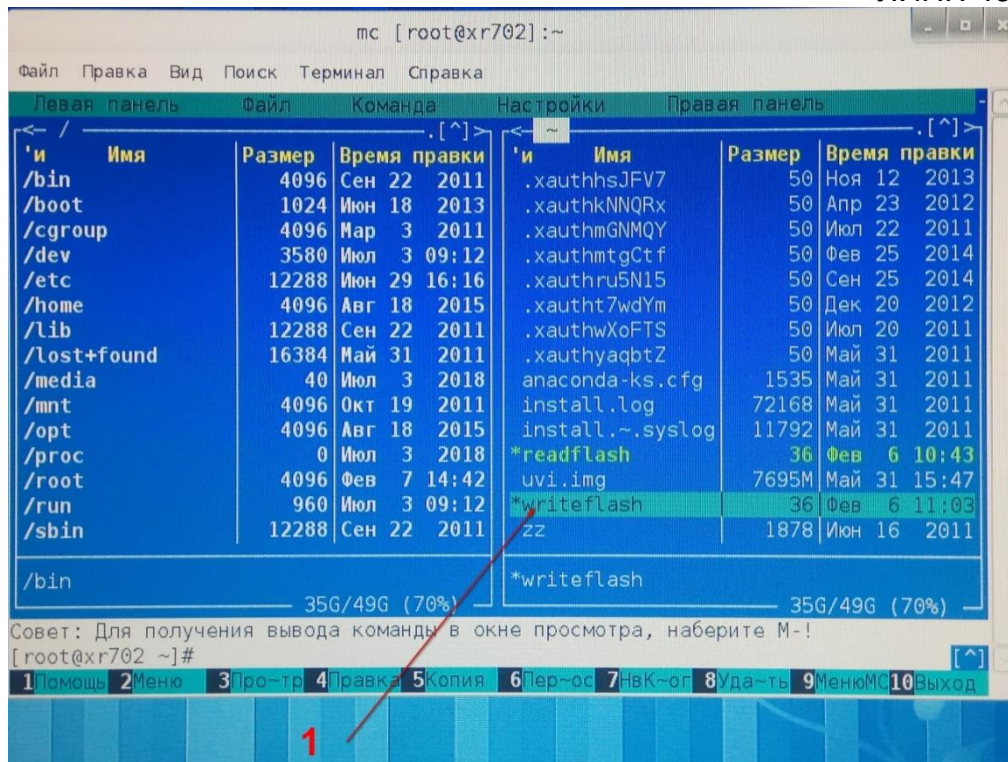 mc [root@xr702]:~
Файл Правка Вид Поиск Терминал Справка
Левая панель Файл Команда Настройки Правая панель
<— / .[^]> <— ~ .[^]>
'и Имя Размер Время правки 'и Имя Размер Время правки
/bin 4096 Сен 22 2011 .xauthhsJFV7 50 Ноя 12 2013
/boot 1024 Июн 18 2013 .xauthkNNQRx 50 Апр 23 2012
/cgroup 4096 Мар 3 2011 .xauthmGNMQY 50 Июл 22 2011
/dev 3580 Июл 3 09:12 .xauthmtgCtf 50 Фев 25 2014
/etc 12288 Июн 29 16:16 .xauthru5N15 50 Сен 25 2014
/home 4096 Авг 18 2015 .xautht7wdYm 50 Дек 20 2012
/lib 12288 Сен 22 2011 .xauthwXoFTS 50 Июл 20 2011
/lost+found 16384 Май 31 2011 .xauthyaqbtZ 50 Май 31 2011
/media 40 Июл 3 2018 anaconda-ks.cfg 1535 Май 31 2011
/mnt 4096 Окт 19 2011 install.log 72168 Май 31 2011
/opt 4096 Авг 18 2015 install.~.syslog 11792 Май 31 2011
/proc 0 Июл 3 2018 *readflash 36 Фев 6 10:43
/root 4096 Фев 7 14:42 uvi.img 7695M Май 31 15:47
/run 960 Июл 3 09:12 *writeflash 36 Фев 6 11:03
/sbin 12288 Сен 22 2011 zz 1878 Июн 16 2011
/bin *writeflash
35G/49G (70%) 35G/49G (70%)
Совет: Для получения вывода команды в окне просмотра, наберите M-!
[root@xr702 ~]# [^]
1Помощь 2Меню 3Про~тр 4Правка 5Копия 6Пер~ос 7НвК~ог 8Уда~ть 9МенюMC 10Выход
1